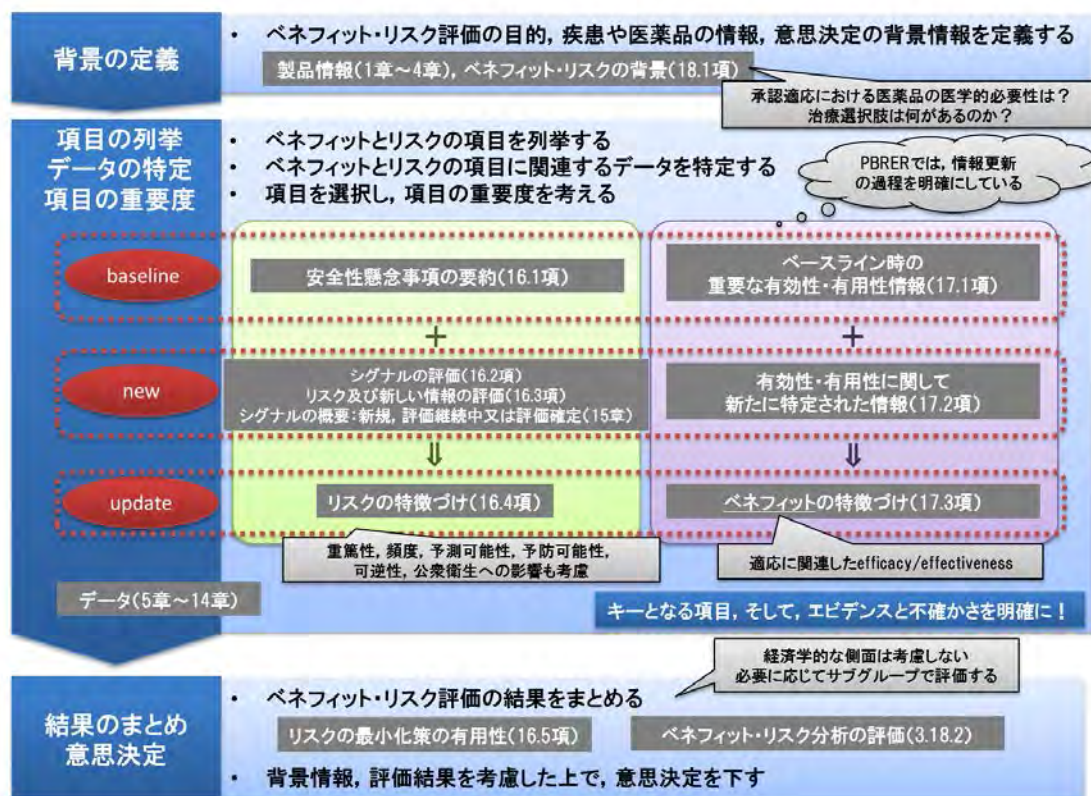 背景の定義
• ベネフィット・リスク評価の目的, 疾患や医薬品の情報, 意思決定の背景情報を定義する
製品情報(1章～4章), ベネフィット・リスクの背景(18.1項)
承認適応における医薬品の医学的必要性は?
治療選択肢は何があるのか?
項目の列挙
データの特定
項目の重要度
• ベネフィットとリスクの項目を列挙する
• ベネフィットとリスクの項目に関連するデータを特定する
• 項目を選択し, 項目の重要度を考える
PBRERでは, 情報更新
の過程を明確にしている
baseline
安全性懸念事項の要約(16.1項)
ベースライン時の
重要な有効性・有用性情報(17.1項)
+
+
new
シグナルの評価(16.2項)
リスク及び新しい情報の評価(16.3項)
シグナルの概要:新規, 評価継続中又は評価確定(15章)
有効性・有用性に関して
新たに特定された情報(17.2項)
⇓
⇓
update
リスクの特徴づけ(16.4項)
ベネフィットの特徴づけ(17.3項)
重篤性, 頻度, 予測可能性, 予防可能性,
可逆性, 公衆衛生への影響も考慮
適応に関連したefficacy/effectiveness
データ(5章～14章)
キーとなる項目, そして, エビデンスと不確かさを明確に!
経済学的な側面は考慮しない
必要に応じてサブグループで評価する
結果のまとめ
意思決定
• ベネフィット・リスク評価の結果をまとめる
リスクの最小化策の有用性(16.5項)
ベネフィット・リスク分析の評価(3.18.2)
• 背景情報, 評価結果を考慮した上で, 意思決定を下す